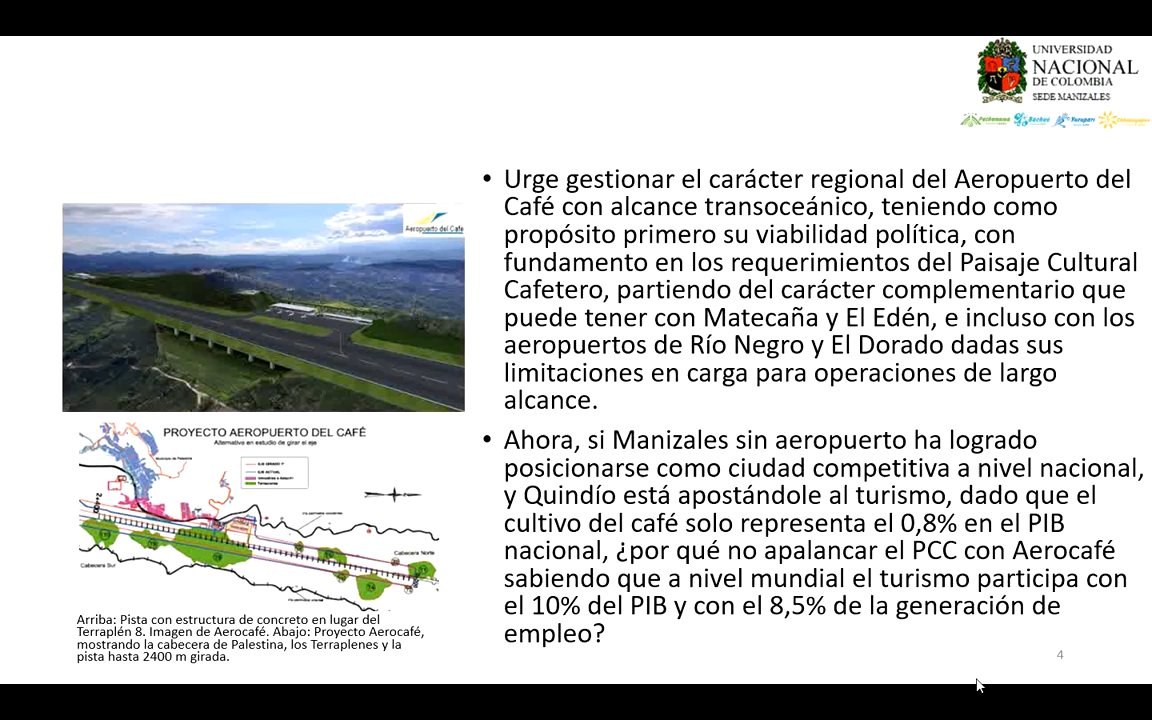 UNIVERSIDAD
NACIONAL
DE COLOMBIA
SEDE MANIZALES
• Urge gestionar el carácter regional del Aeropuerto del
Café con alcance transoceánico, teniendo como
propósito primero su viabilidad política, con
fundamento en los requerimientos del Paisaje Cultural
Cafetero, partiendo del carácter complementario que
puede tener con Matecaña y El Edén, e incluso con los
aeropuertos de Río Negro y El Dorado dadas sus
limitaciones en carga para operaciones de largo
alcance.
• Ahora, si Manizales sin aeropuerto ha logrado
posicionarse como ciudad competitiva a nivel nacional,
y Quindío está apostándole al turismo, dado que el
cultivo del café solo representa el 0,8% en el PIB
nacional, ¿por qué no apalancar el PCC con Aerocafé
sabiendo que a nivel mundial el turismo participa con
el 10% del PIB y con el 8,5% de la generación de
empleo?
Aeropuerto del Café
PROYECTO AEROPUERTO DEL CAFÉ
Alternativa en estudio de girar el eje
Cabecera Norte
Cabecera Sur
Arriba: Pista con estructura de concreto en lugar del
Terraplén 8. Imagen de Aerocafé. Abajo: Proyecto Aerocafé,
mostrando la cabecera de Palestina, los Terraplenes y la
pista hasta 2400 m girada.
4